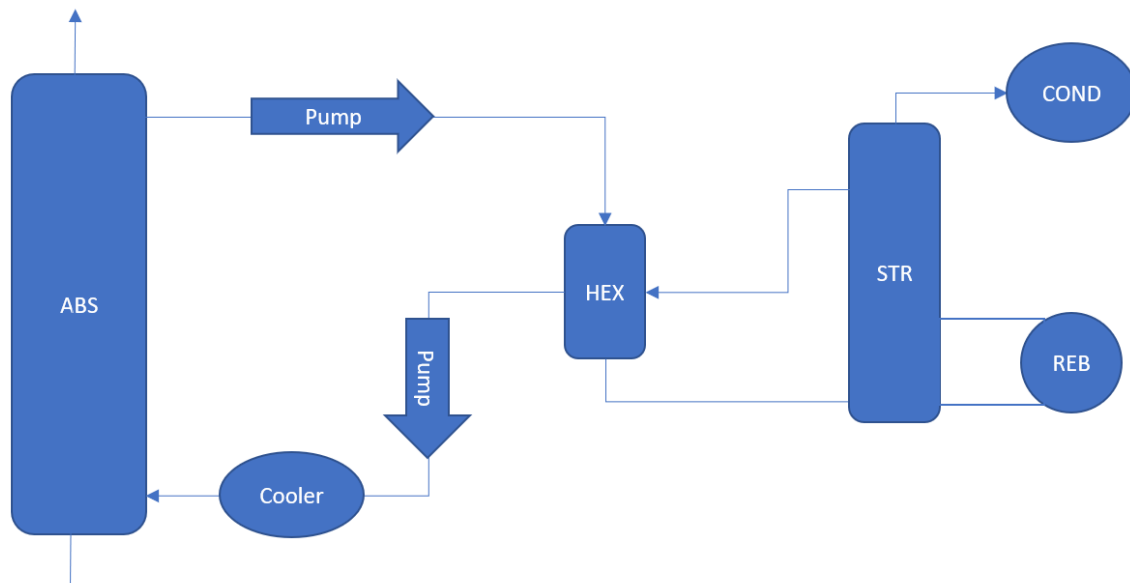 Pump
COND
ABS
HEX
STR
Pump
REB
Cooler